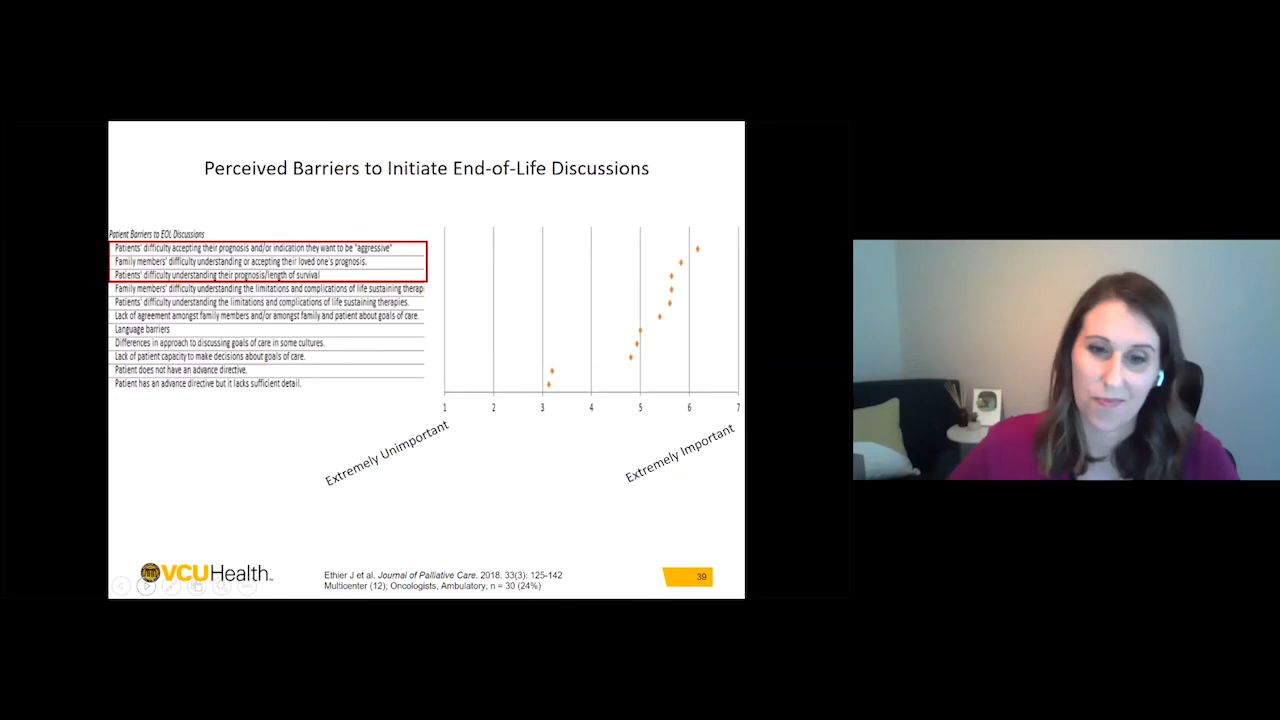 Perceived Barriers to Initiate End-of-Life Discussions
Patient Barriers to EOL Discussions
Patients' difficulty accepting their prognosis and/or indication they want to be "aggressive"
Family members' difficulty understanding or accepting their loved one's prognosis.
Patients' difficulty understanding their prognosis/length of survival
Family members' difficulty understanding the limitations and complications of life sustaining therap
Patients' difficulty understanding the limitations and complications of life sustaining therapies.
Lack of agreement amongst family members and/or amongst family and patient about goals of care.
Language barriers
Differences in approach to discussing goals of care in some cultures.
Lack of patient capacity to make decisions about goals of care.
Patient does not have an advance directive.
Patient has an advance directive but it lacks sufficient detail.
1 2 3 4 5 6 7
Extremely Unimportant
Extremely Important
VCUHealth™
Ethier J et al. Journal of Palliative Care. 2018. 33(3); 125-142
Multicenter (12); Oncologists, Ambulatory; n = 30 (24%)
39